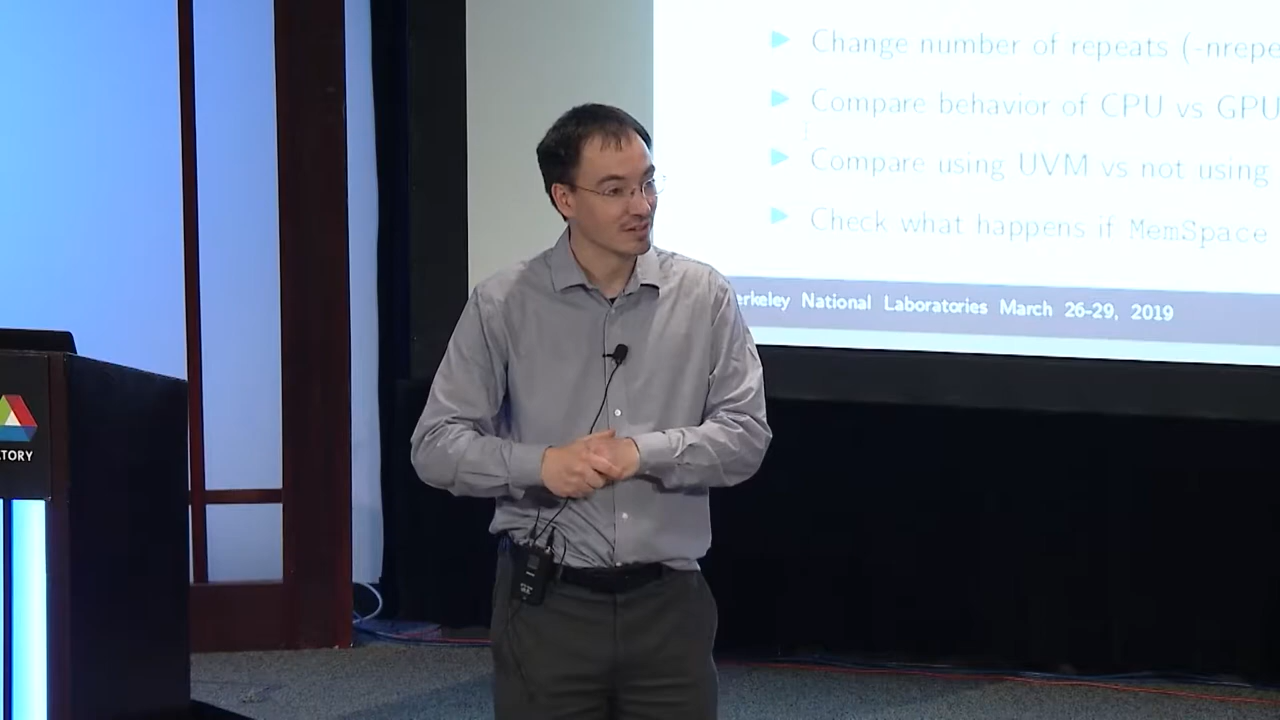 Change number of repeats (-nrepe
Compare behavior of CPU vs GPU
Compare using UVM vs not using
Check what happens if MemSpace
erkeley National Laboratories March 26-29, 2019
TORY